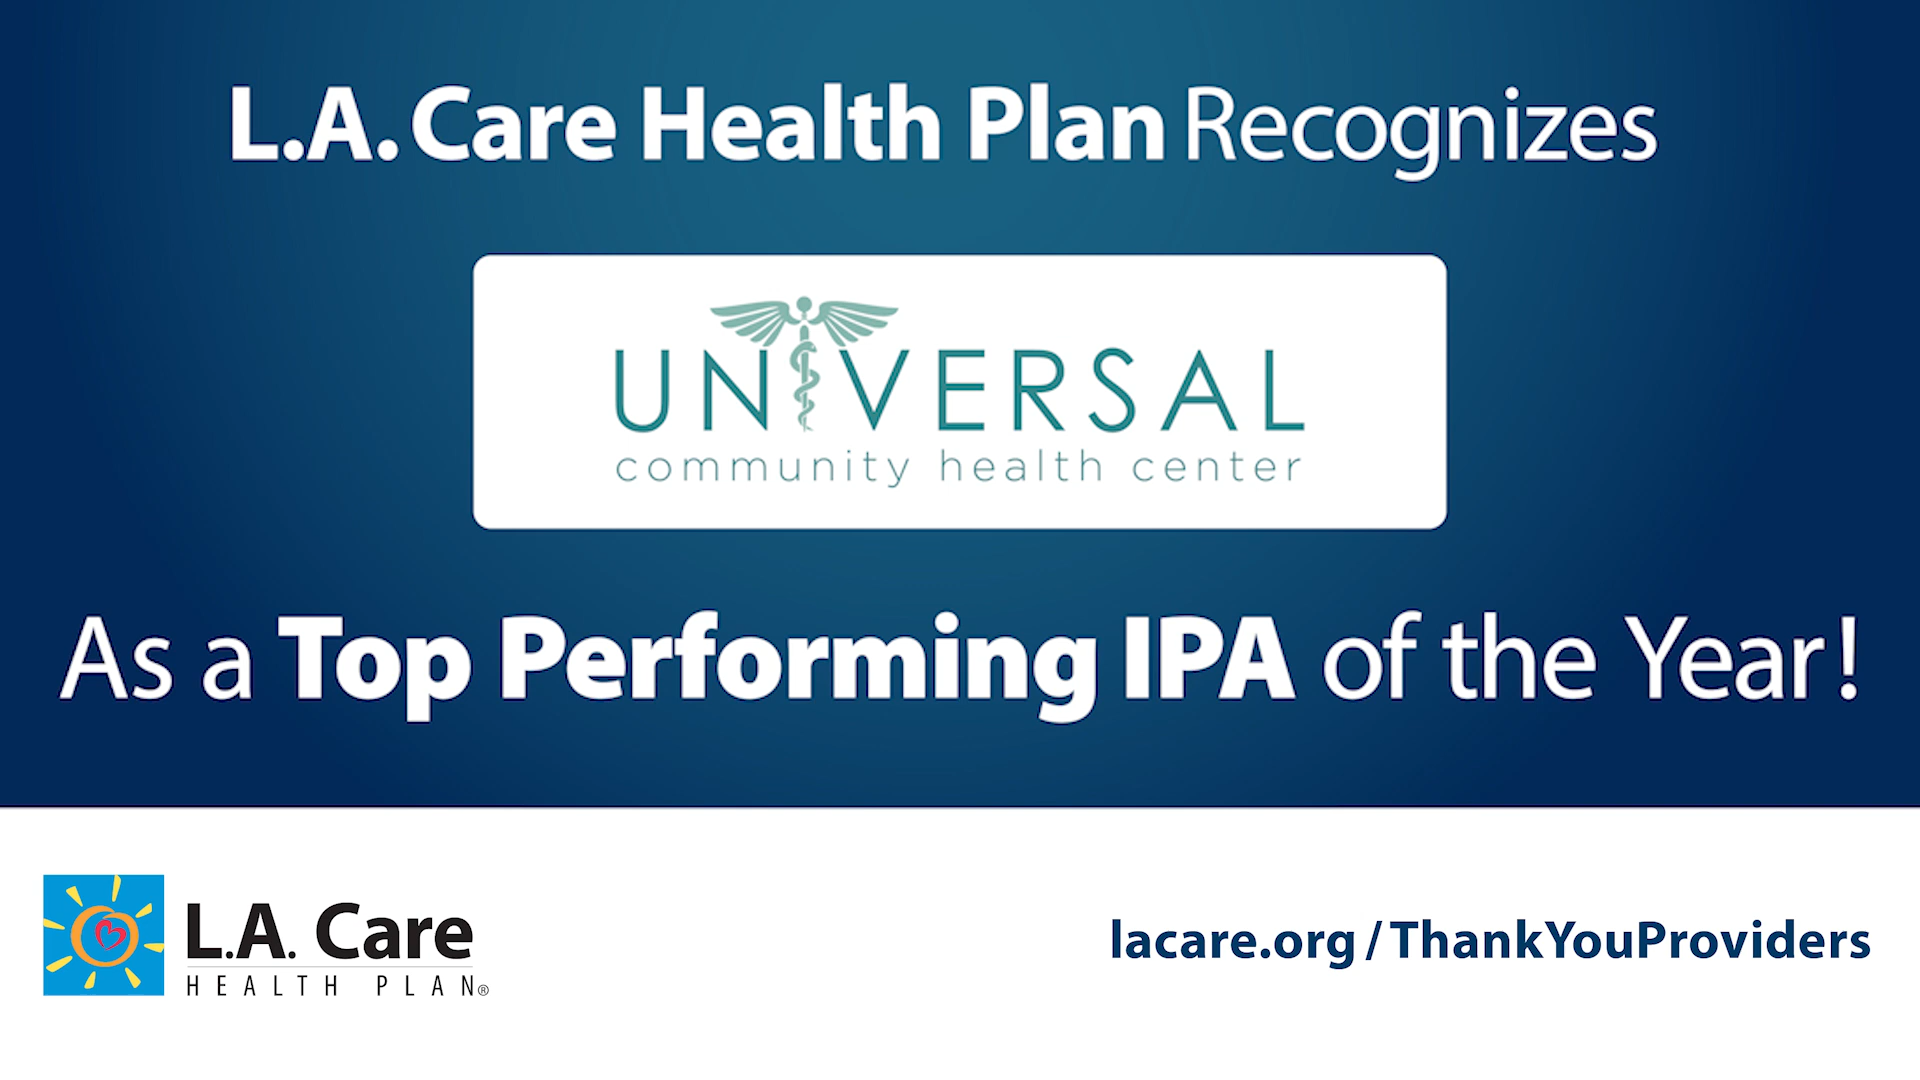 L.A. Care Health Plan Recognizes
UNIVERSAL
community health center
As a Top Performing IPA of the Year!
L.A. Care
HEALTH PLAN®
lacare.org/ThankYouProviders